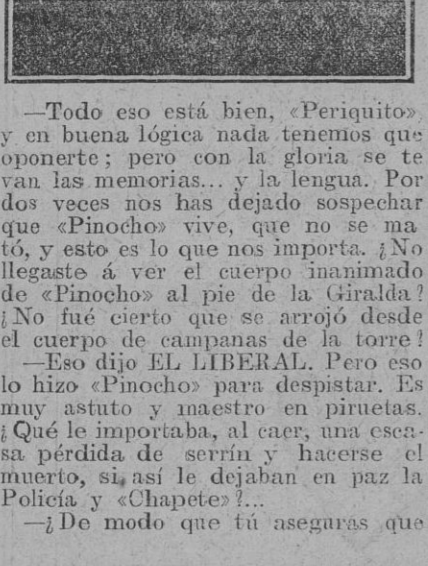 —Todo eso está bien, «Periquito»
y en buena lógica nada tenemos que
oponerte; pero con la gloria se te
van las memorias... y la lengua. Por
dos veces nos has dejado sospechar
que «Pinocho» vive, que no se ma
tó, y esto es lo que nos importa. ¿No
llegaste á ver el cuerpo inanimado
de «Pinocho» al pie de la Giralda?
¿No fué cierto que se arrojó desde
el cuerpo de campanas de la torre?
—Eso dijo EL LIBERAL. Pero eso
lo hizo «Pinocho» para despistar. Es
muy astuto y maestro en piruetas.
¿Qué le importaba, al caer, una esca-
sa pérdida de serrín y hacerse el
muerto, si así le dejaban en paz la
Policía y «Chapete»?...
—¿De modo que tú aseguras que